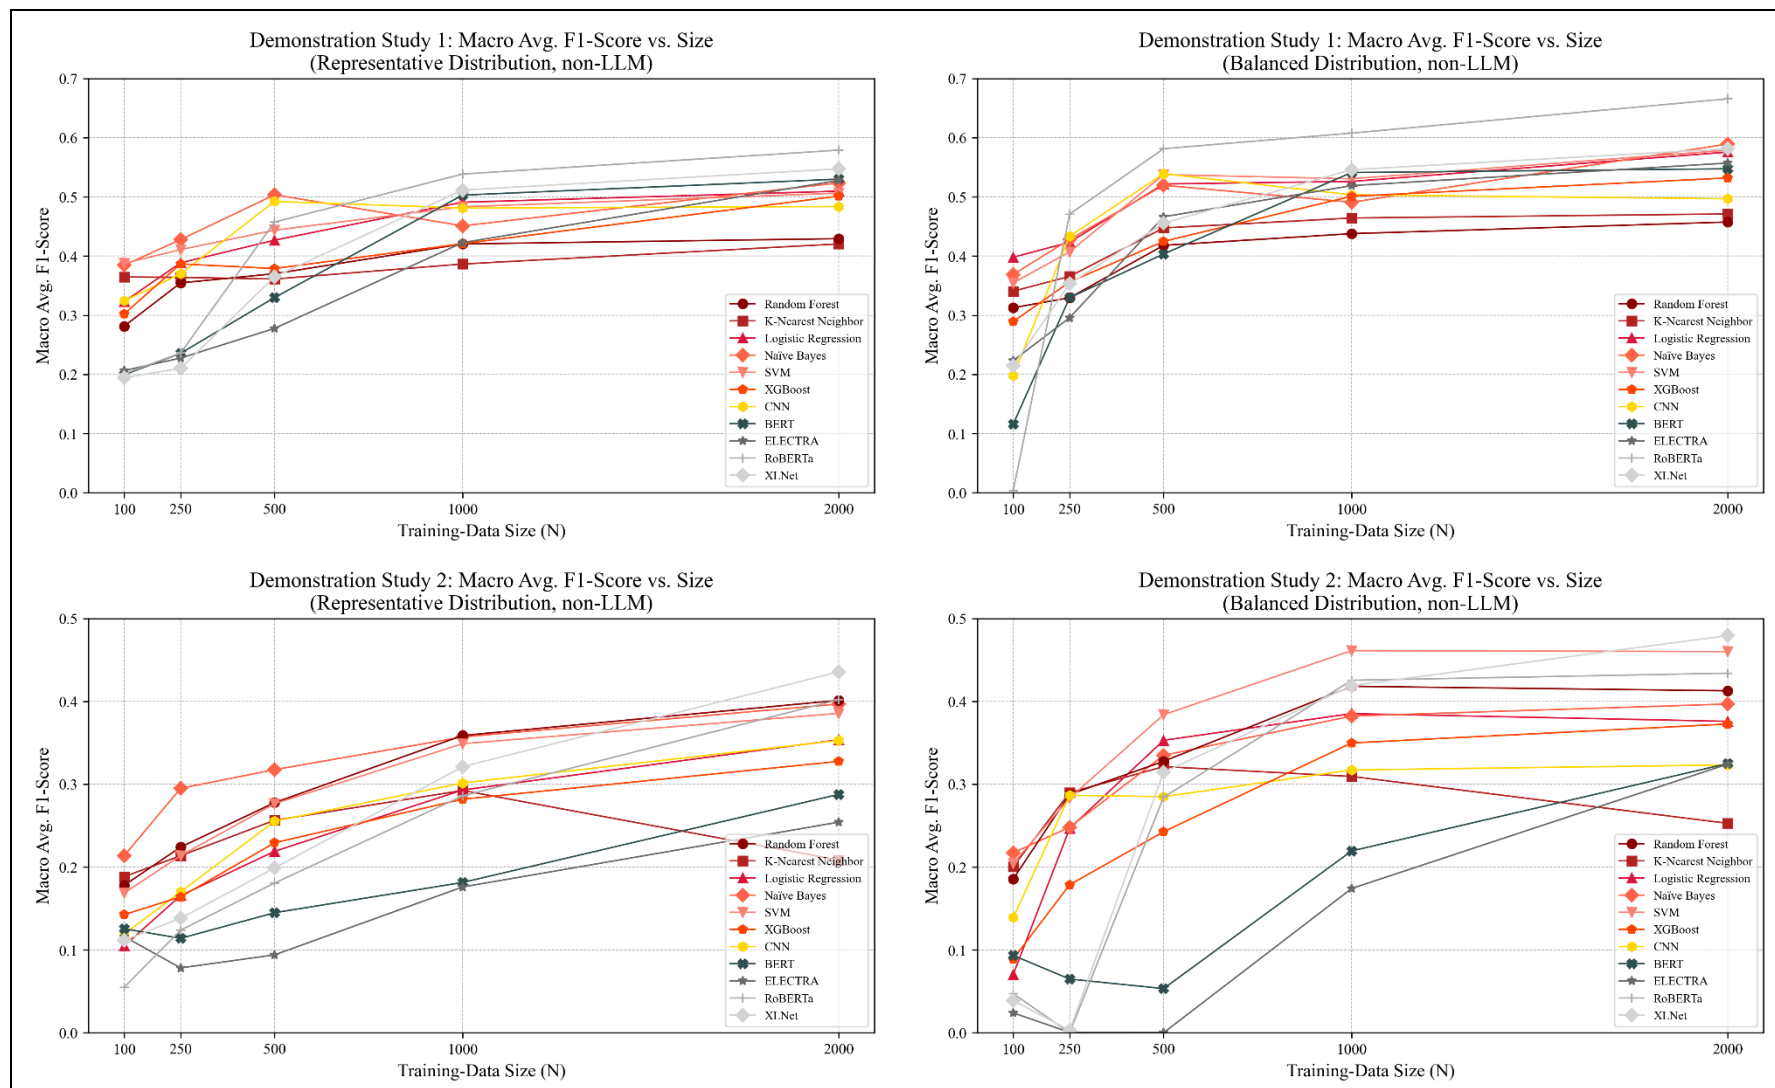 Demonstration Study 1: Macro Avg. F1-Score vs. Size
(Representative Distribution, non-LLM)
0.7
0.6
0.5
0.4
0.3
0.2
0.1
0.0
Macro Avg. F1-Score
Random Forest
K-Nearest Neighbor
Logistic Regression
Naïve Bayes
SVM
XGBoost
CNN
BERT
ELECTRA
RoBERTa
XLNet
100 250 500 1000 2000
Training-Data Size (N)
Demonstration Study 1: Macro Avg. F1-Score vs. Size
(Balanced Distribution, non-LLM)
0.7
0.6
0.5
0.4
0.3
0.2
0.1
0.0
Macro Avg. F1-Score
Random Forest
K-Nearest Neighbor
Logistic Regression
Naïve Bayes
SVM
XGBoost
CNN
BERT
ELECTRA
RoBERTa
XLNet
100 250 500 1000 2000
Training-Data Size (N)
Demonstration Study 2: Macro Avg. F1-Score vs. Size
(Representative Distribution, non-LLM)
0.5
0.4
0.3
0.2
0.1
0.0
Macro Avg. F1-Score
Random Forest
K-Nearest Neighbor
Logistic Regression
Naïve Bayes
SVM
XGBoost
CNN
BERT
ELECTRA
RoBERTa
XLNet
100 250 500 1000 2000
Training-Data Size (N)
Demonstration Study 2: Macro Avg. F1-Score vs. Size
(Balanced Distribution, non-LLM)
0.5
0.4
0.3
0.2
0.1
0.0
Macro Avg. F1-Score
Random Forest
K-Nearest Neighbor
Logistic Regression
Naïve Bayes
SVM
XGBoost
CNN
BERT
ELECTRA
RoBERTa
XLNet
100 250 500 1000 2000
Training-Data Size (N)